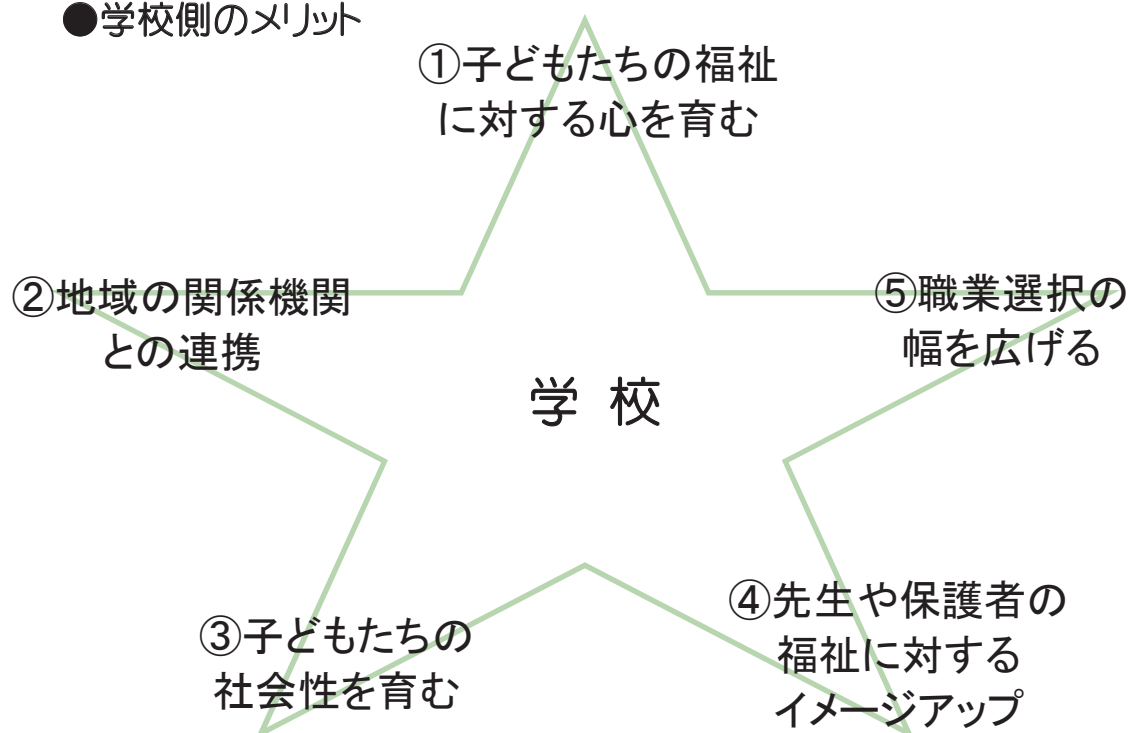 ●学校側のメリット
①子どもたちの福祉
に対する心を育む
②地域の関係機関
との連携
⑤職業選択の
幅を広げる
学 校
③子どもたちの
社会性を育む
④先生や保護者の
福祉に対する
イメージアップ